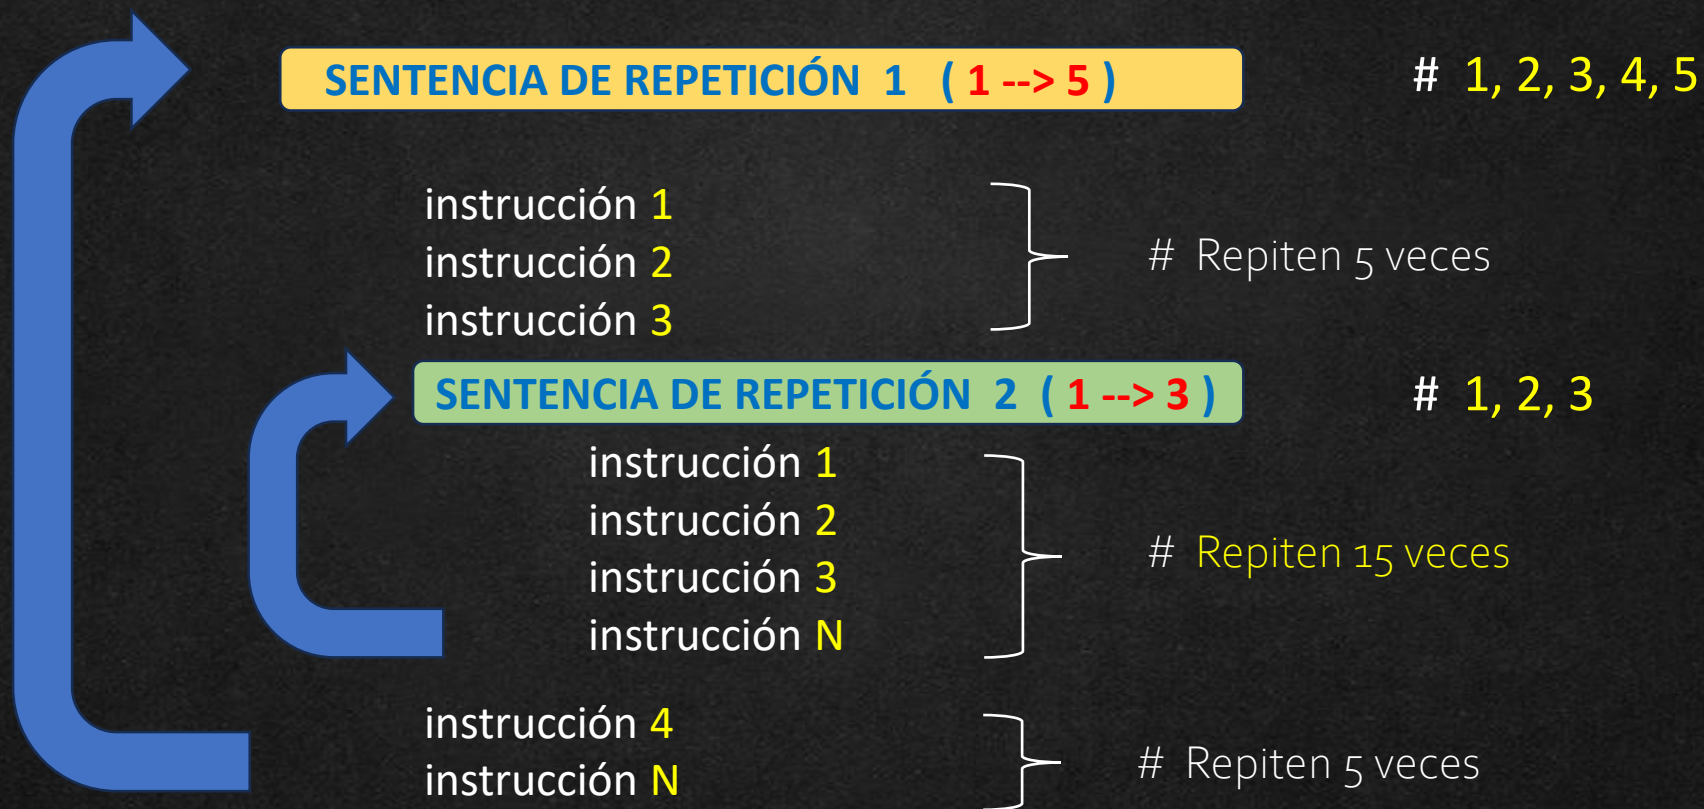 SENTENCIA DE REPETICIÓN 1 ( 1 --> 5 ) # 1, 2, 3, 4, 5
instrucción 1
instrucción 2
# Repiten 5 veces
instrucción 3
SENTENCIA DE REPETICIÓN 2 ( 1 --> 3 ) # 1, 2, 3
instrucción 1
instrucción 2
# Repiten 15 veces
instrucción 3
instrucción N
instrucción 4
# Repiten 5 veces
instrucción N